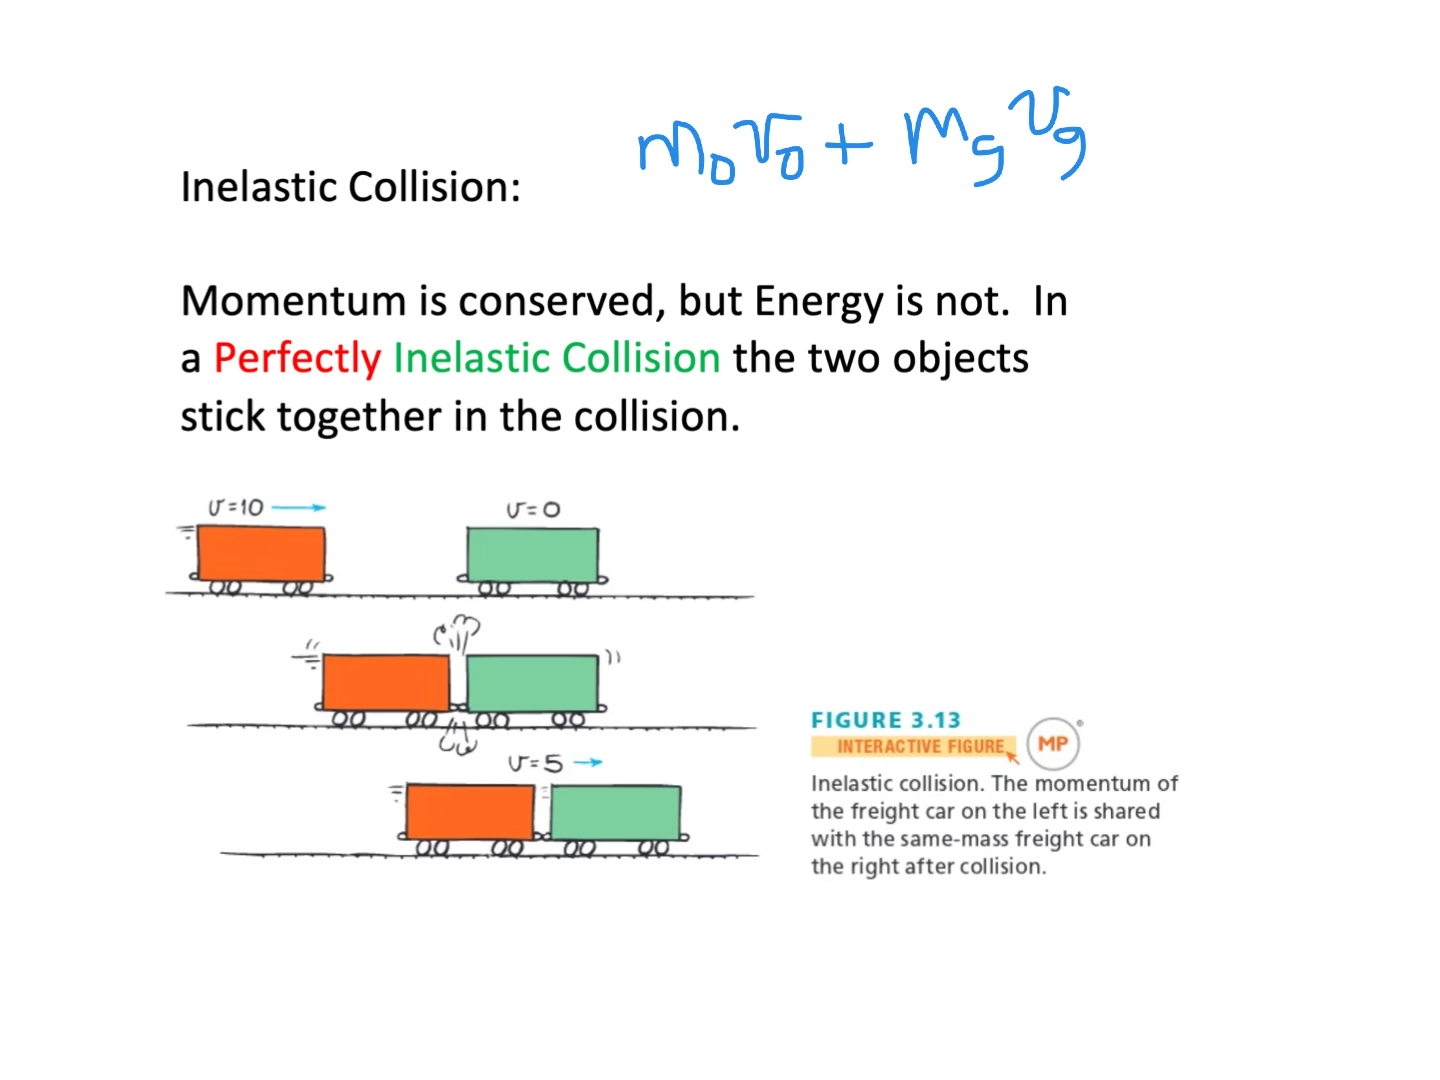 m₀v₀ + m_g v_g
Inelastic Collision:
Momentum is conserved, but Energy is not. In
a Perfectly Inelastic Collision the two objects
stick together in the collision.
v=10
v=0
v=5
FIGURE 3.13
INTERACTIVE FIGURE
MP
®
Inelastic collision. The momentum of
the freight car on the left is shared
with the same-mass freight car on
the right after collision.